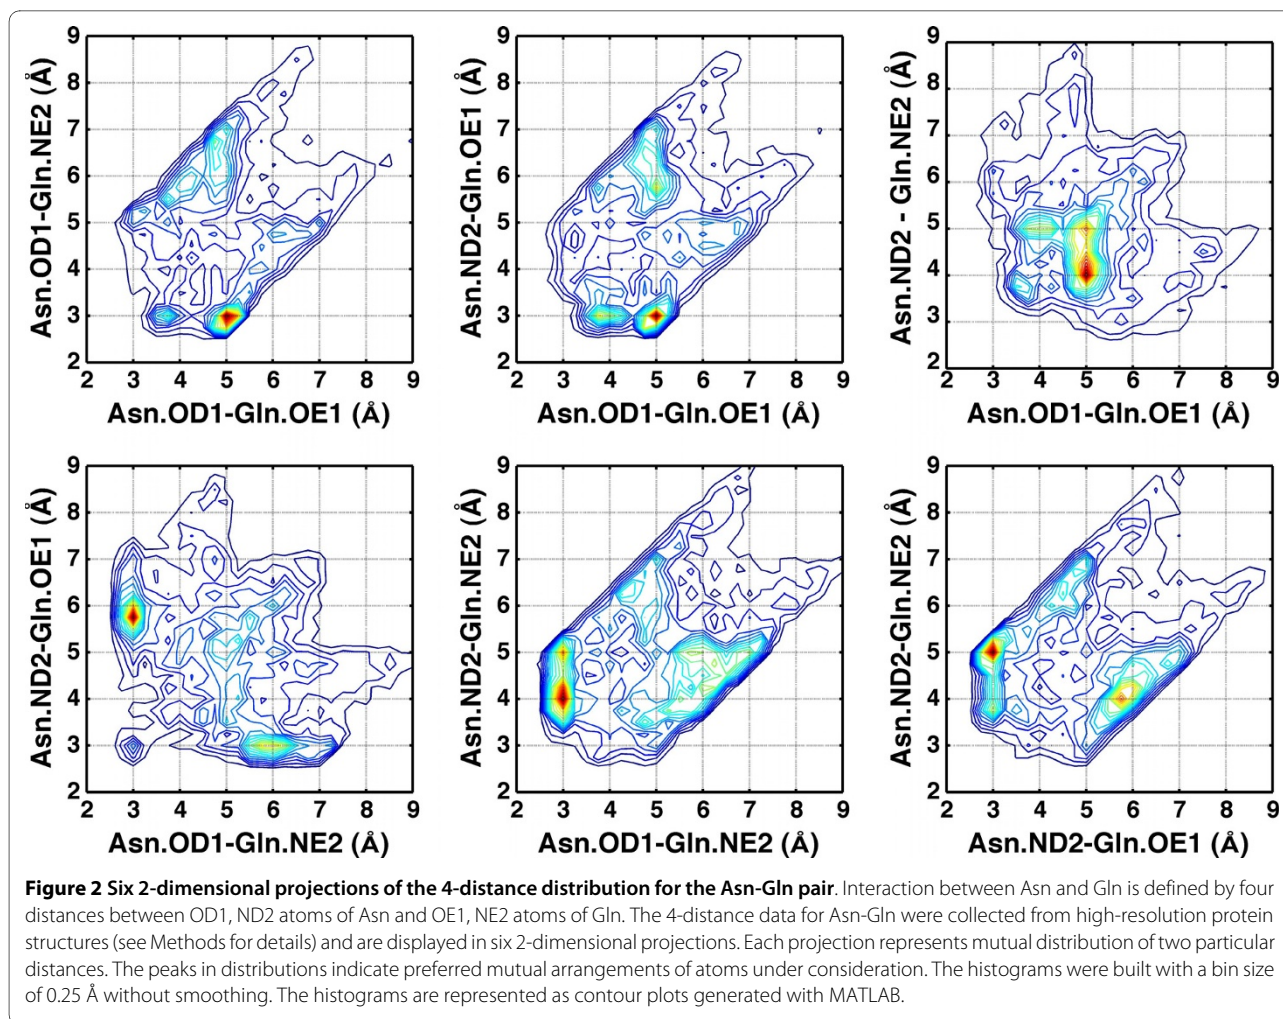 9
8
7
6
5
4
3
2
Asn.OD1-Gln.NE2 (Å)
2 3 4 5 6 7 8 9
Asn.OD1-Gln.OE1 (Å)
9
8
7
6
5
4
3
2
Asn.ND2-Gln.OE1 (Å)
2 3 4 5 6 7 8 9
Asn.OD1-Gln.OE1 (Å)
9
8
7
6
5
4
3
2
Asn.ND2 - Gln.NE2 (Å)
2 3 4 5 6 7 8 9
Asn.OD1-Gln.OE1 (Å)
9
8
7
6
5
4
3
2
Asn.ND2-Gln.OE1 (Å)
2 3 4 5 6 7 8 9
Asn.OD1-Gln.NE2 (Å)
9
8
7
6
5
4
3
2
Asn.ND2-Gln.NE2 (Å)
2 3 4 5 6 7 8 9
Asn.OD1-Gln.NE2 (Å)
9
8
7
6
5
4
3
2
Asn.ND2-Gln.NE2 (Å)
2 3 4 5 6 7 8 9
Asn.ND2-Gln.OE1 (Å)
Figure 2 Six 2-dimensional projections of the 4-distance distribution for the Asn-Gln pair. Interaction between Asn and Gln is defined by four
distances between OD1, ND2 atoms of Asn and OE1, NE2 atoms of Gln. The 4-distance data for Asn-Gln were collected from high-resolution protein
structures (see Methods for details) and are displayed in six 2-dimensional projections. Each projection represents mutual distribution of two particular
distances. The peaks in distributions indicate preferred mutual arrangements of atoms under consideration. The histograms were built with a bin size
of 0.25 Å without smoothing. The histograms are represented as contour plots generated with MATLAB.